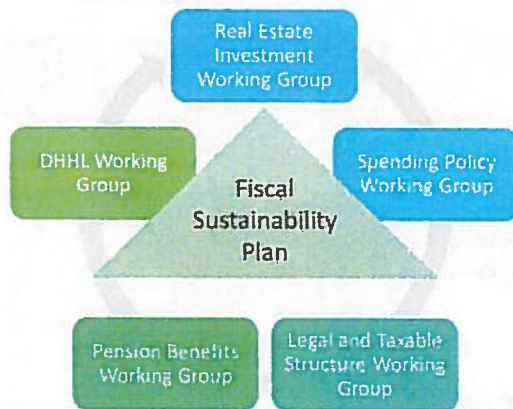 Real Estate
Investment
Working Group
DHHL Working
Group
Spending Policy
Working Group
Fiscal
Sustainability
Plan
Pension Benefits
Working Group
Legal and Taxable
Structure Working
Group